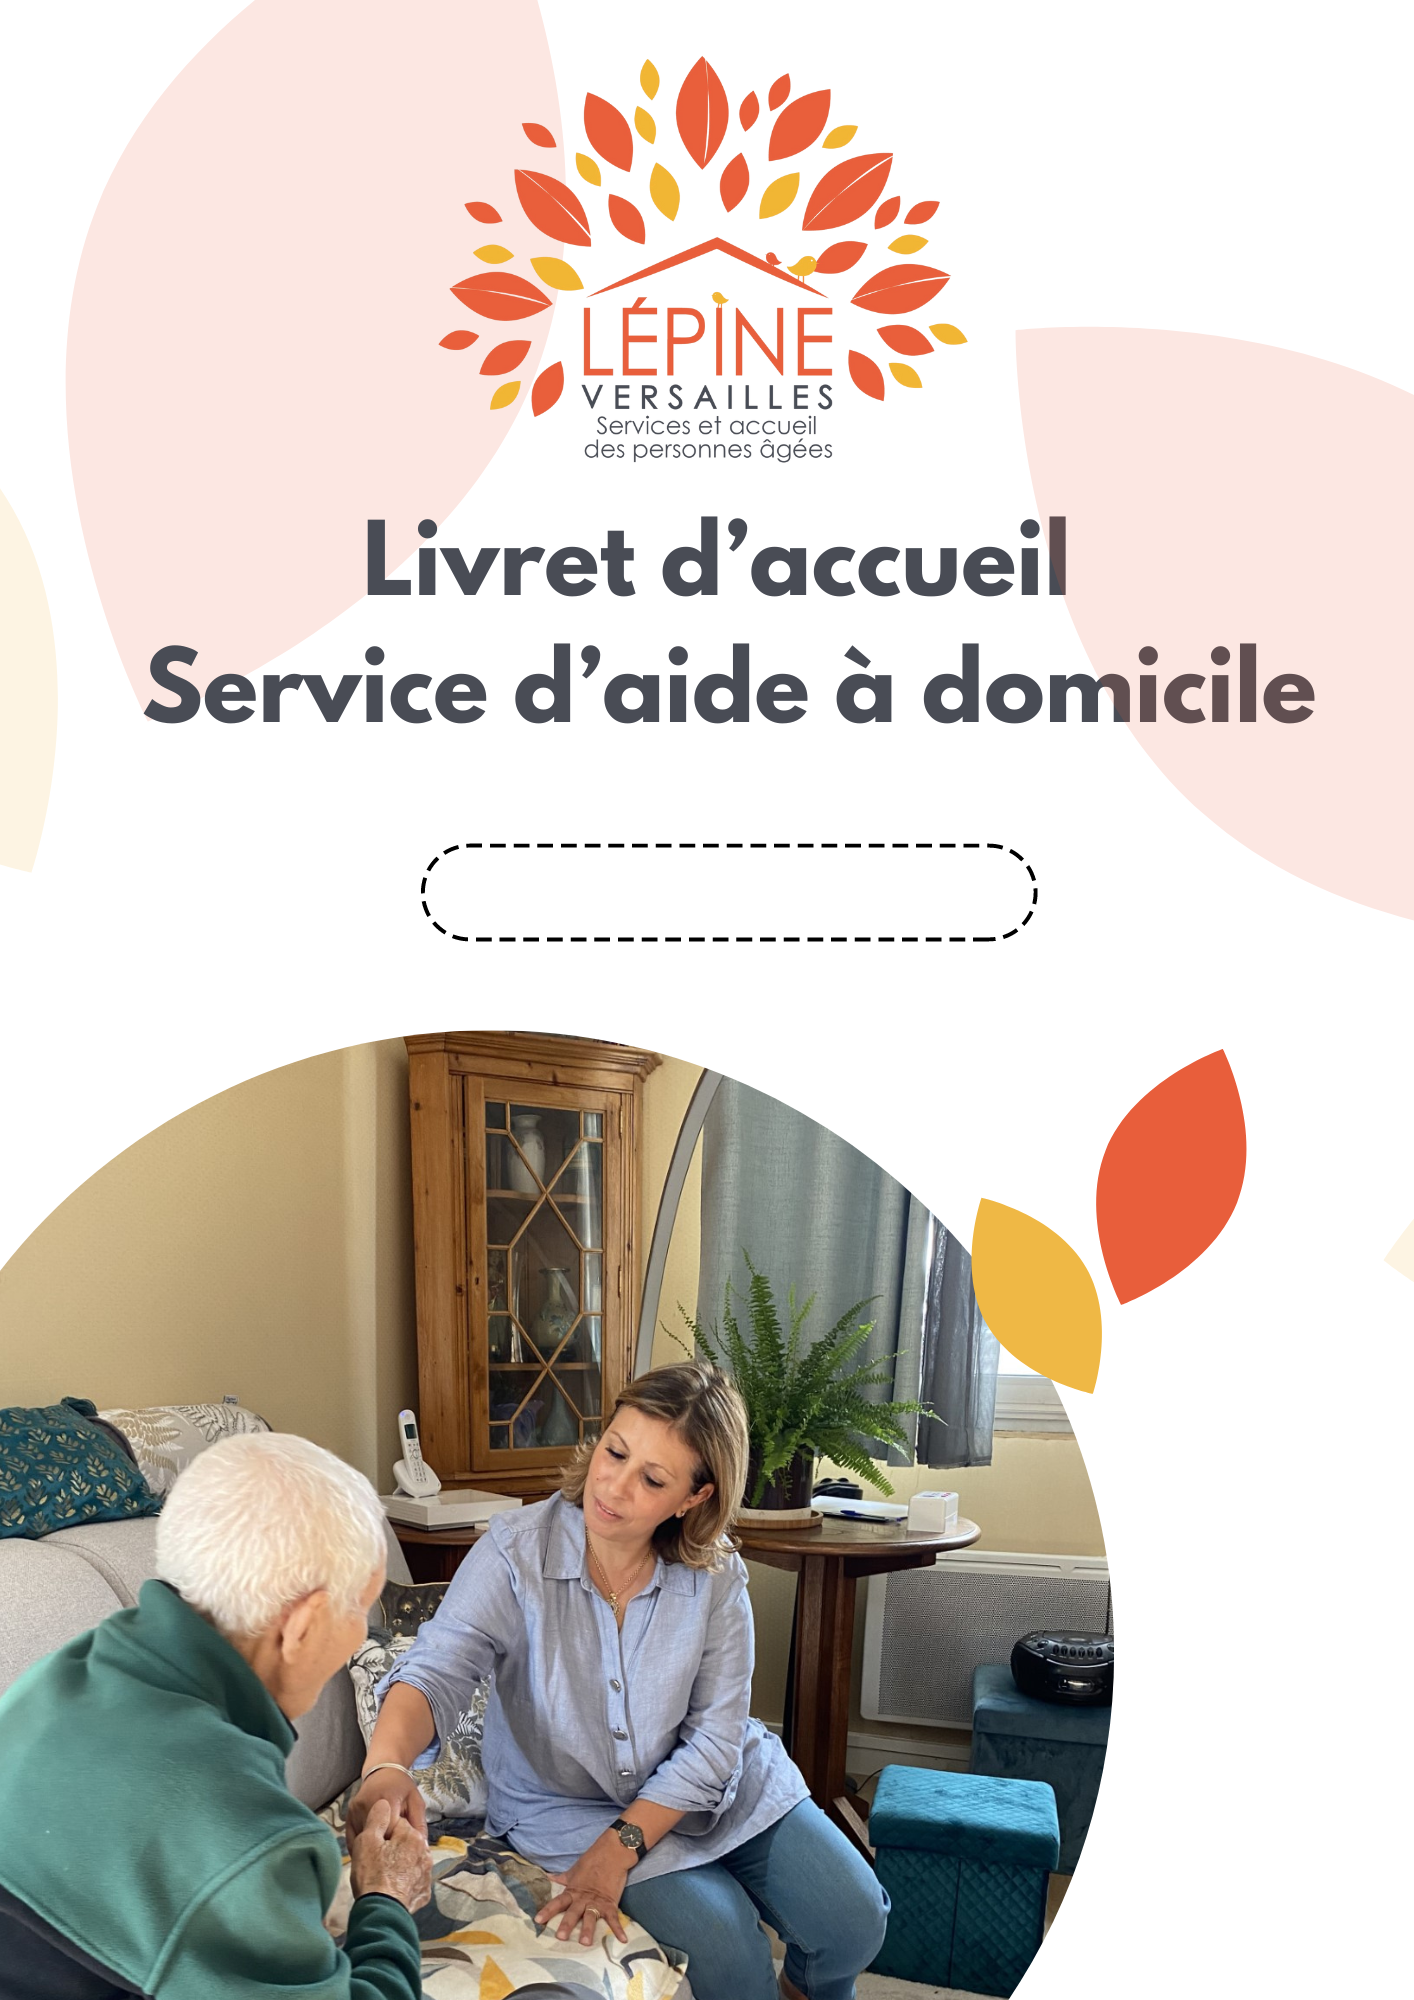 LÉPINE
VERSAILLES
Services et accueil
des personnes âgées
Livret d’accueil
Service d’aide à domicile